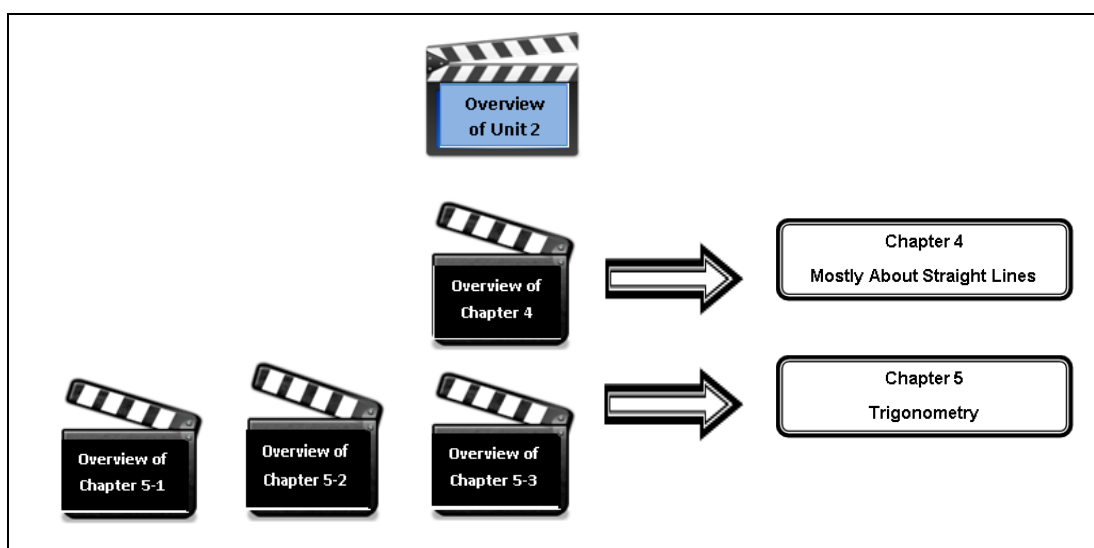 Overview
of Unit 2
Overview of
Chapter 4
Chapter 4
Mostly About Straight Lines
Overview of
Chapter 5-1
Overview of
Chapter 5-2
Overview of
Chapter 5-3
Chapter 5
Trigonometry